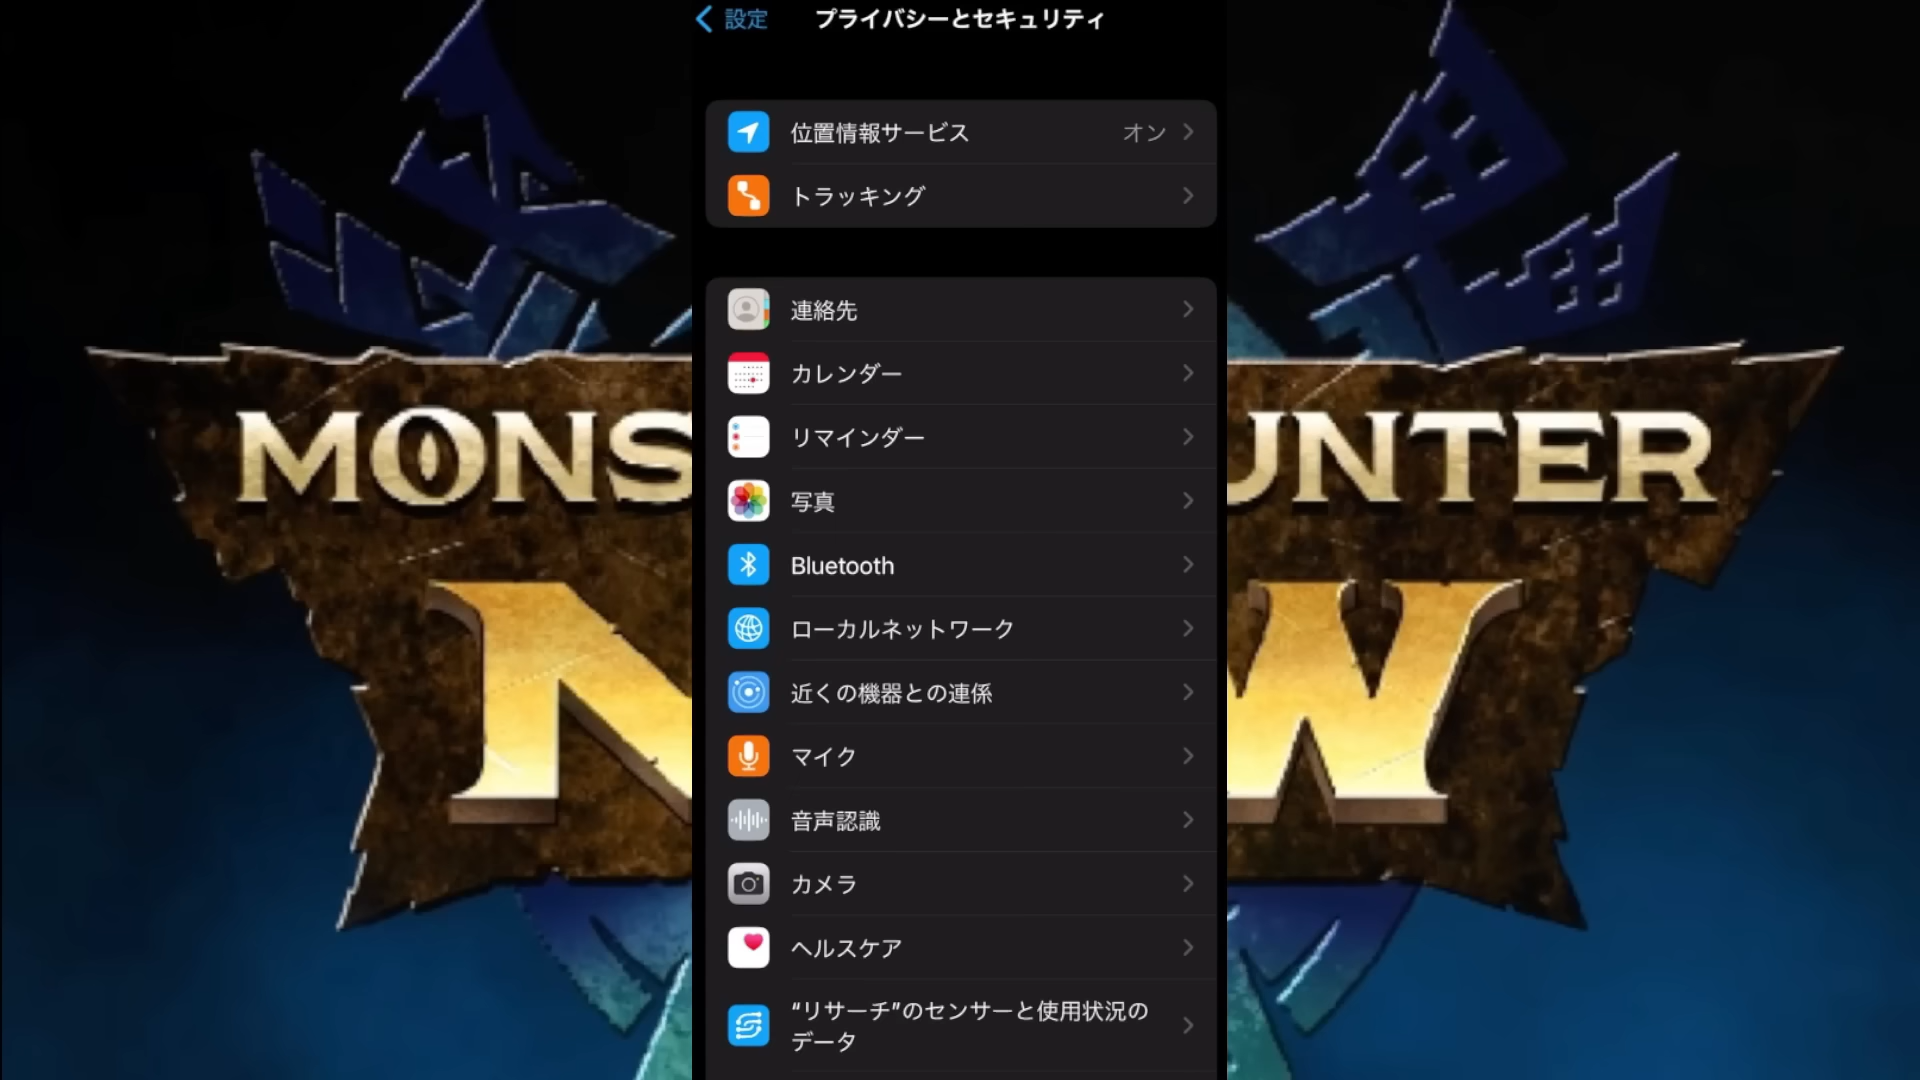 設定
プライバシーとセキュリティ
位置情報サービス オン
トラッキング
連絡先
カレンダー
リマインダー
写真
Bluetooth
ローカルネットワーク
近くの機器との連係
マイク
音声認識
カメラ
ヘルスケア
“リサーチ”のセンサーと使用状況の
データ
MONS UNTER
N W